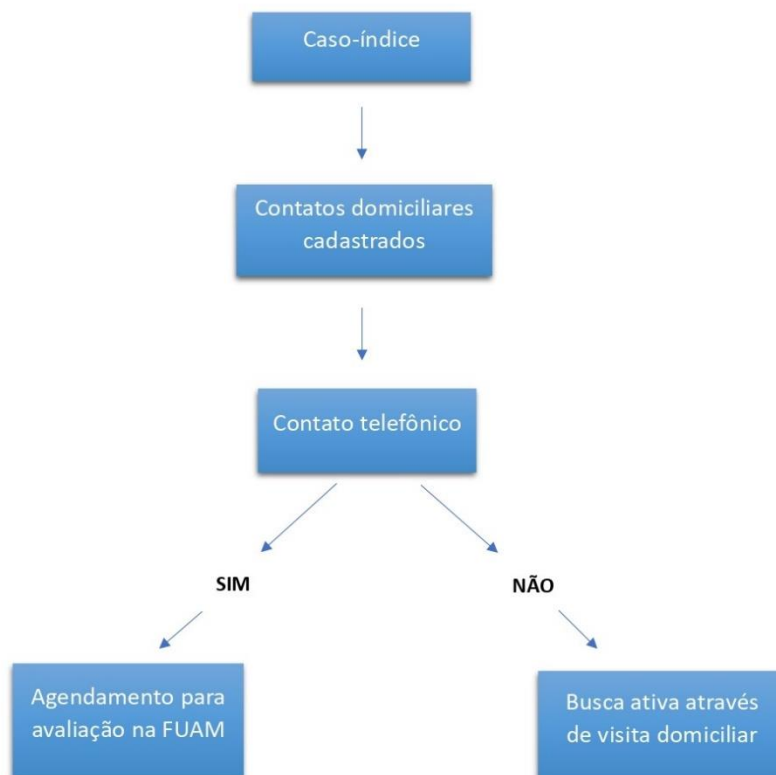 Caso-índice
Contatos domiciliares
cadastrados
Contato telefônico
SIM
NÃO
Agendamento para
avaliação na FUAM
Busca ativa através
de visita domiciliar